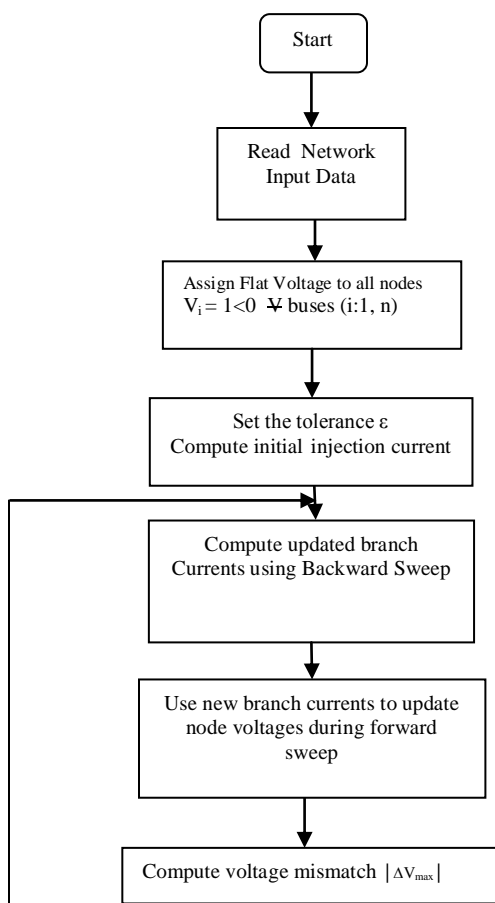 Start
Read Network
Input Data
Assign Flat Voltage to all nodes
Vi = 1<0 ∀ buses (i:1, n)
Set the tolerance ε
Compute initial injection current
Compute updated branch
Currents using Backward Sweep
Use new branch currents to update
node voltages during forward
sweep
Compute voltage mismatch |ΔVmax|